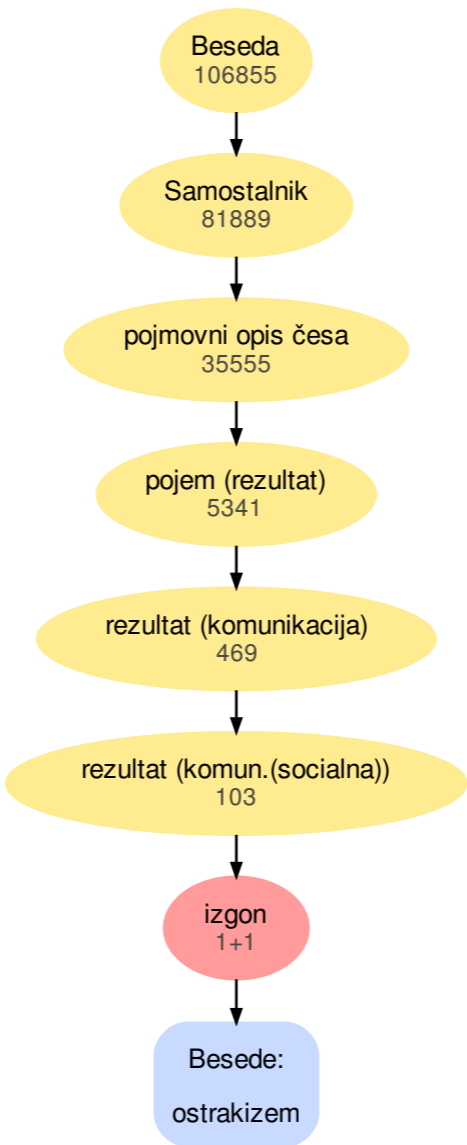 Beseda
106855
Samostalnik
81889
pojmovni opis česa
35555
pojem (rezultat)
5341
rezultat (komunikacija)
469
rezultat (komun.(socialna))
103
izgon
1+1
Besede:
ostrakizem